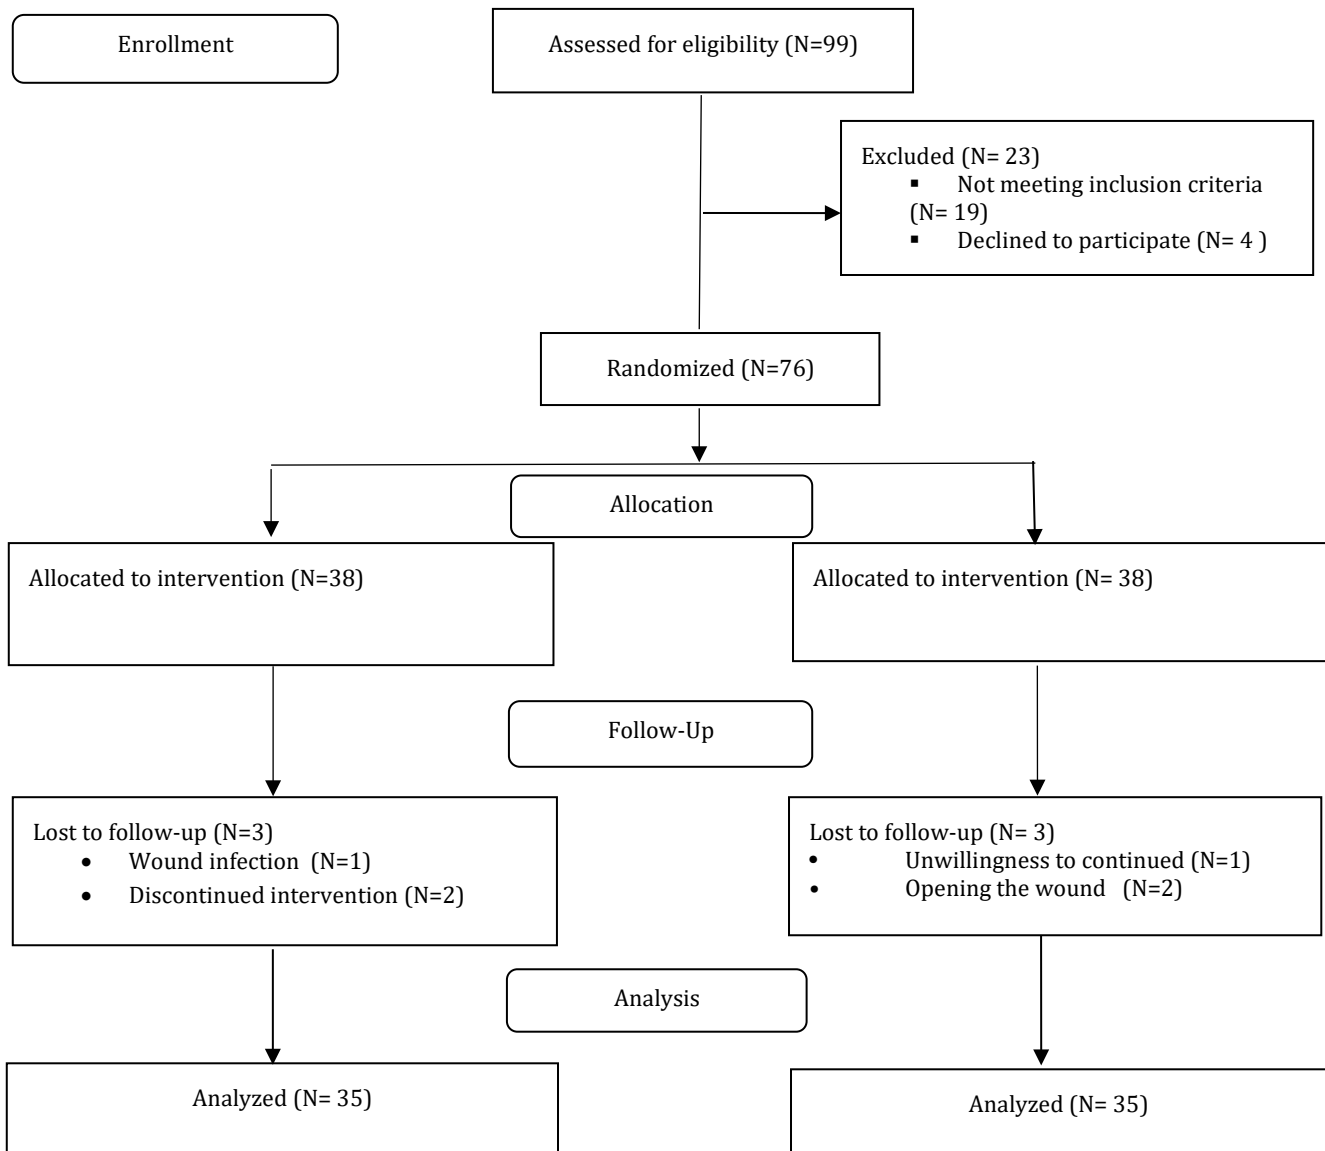 Enrollment
Assessed for eligibility (N=99)
Excluded (N= 23)
▪ Not meeting inclusion criteria
(N= 19)
▪ Declined to participate (N= 4 )
Randomized (N=76)
Allocation
Allocated to intervention (N=38)
Allocated to intervention (N= 38)
Follow-Up
Lost to follow-up (N=3)
• Wound infection (N=1)
• Discontinued intervention (N=2)
Lost to follow-up (N= 3)
• Unwillingness to continued (N=1)
• Opening the wound (N=2)
Analysis
Analyzed (N= 35)
Analyzed (N= 35)